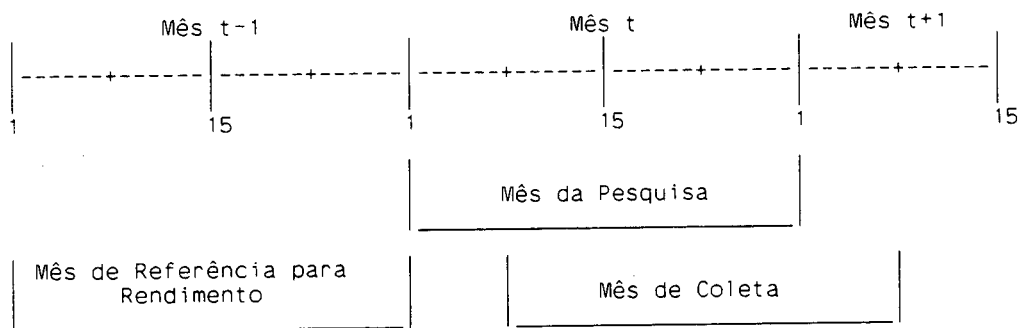 Mês t-1 Mês t Mês t+1
1 15 1 15 1 15
Mês da Pesquisa
Mês de Referência para
Rendimento
Mês de Coleta